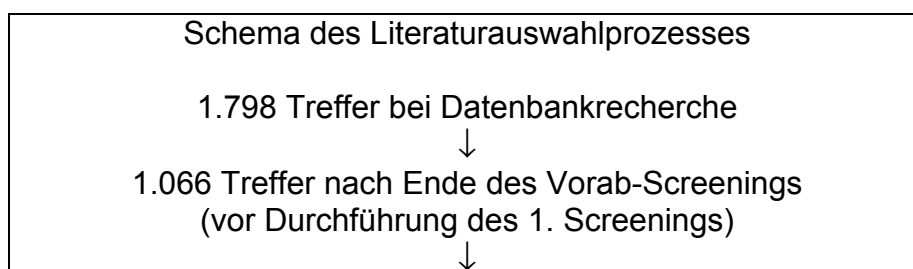 Schema des Literaturauswahlprozesses
1.798 Treffer bei Datenbankrecherche
↓
1.066 Treffer nach Ende des Vorab-Screenings
(vor Durchführung des 1. Screenings)
↓